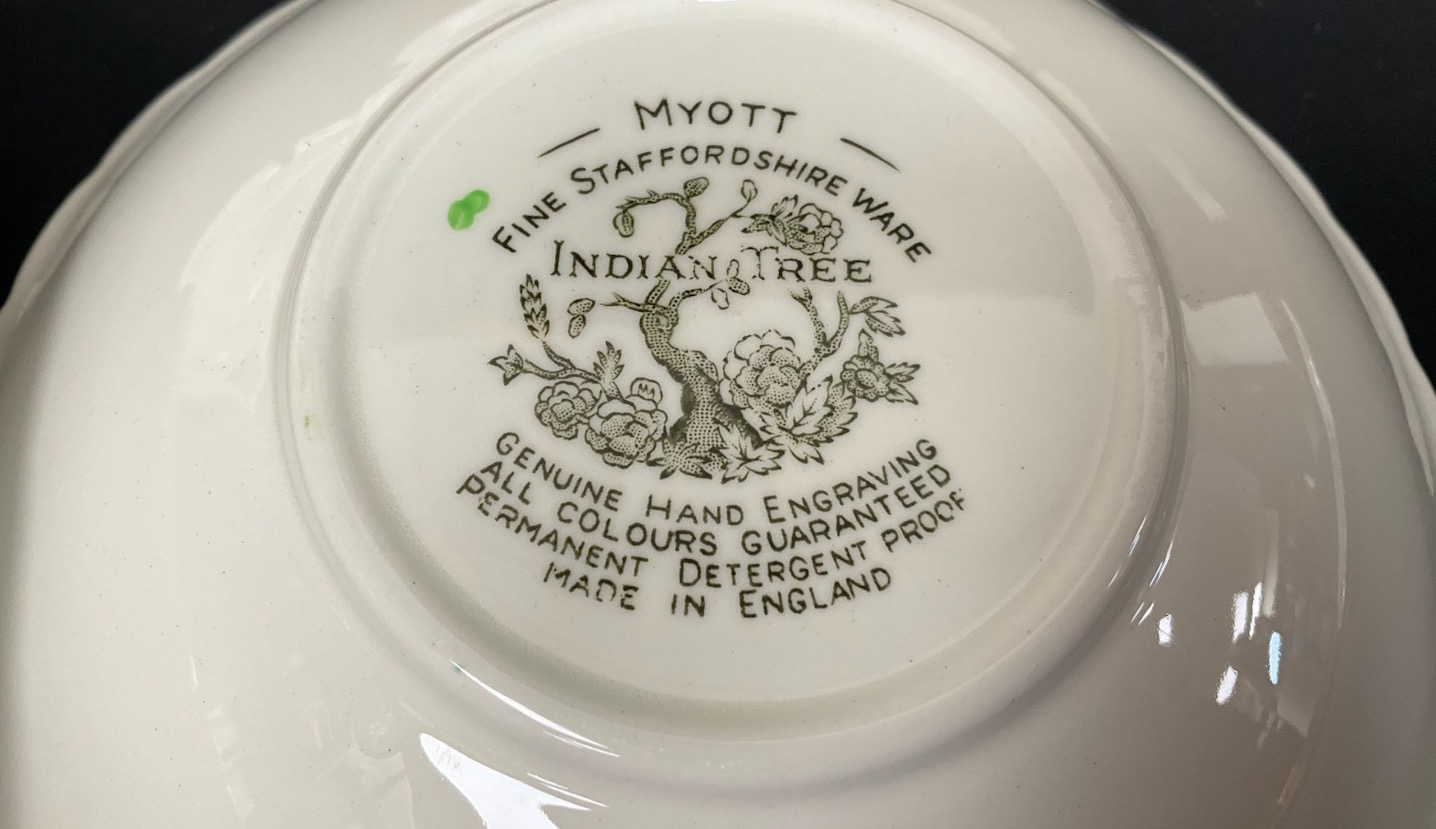 MYOTT
FINE STAFFORDSHIRE WARE
INDIAN TREE
GENUINE HAND ENGRAVING
ALL COLOURS GUARANTEED
PERMANENT DETERGENT PROOF
MADE IN ENGLAND